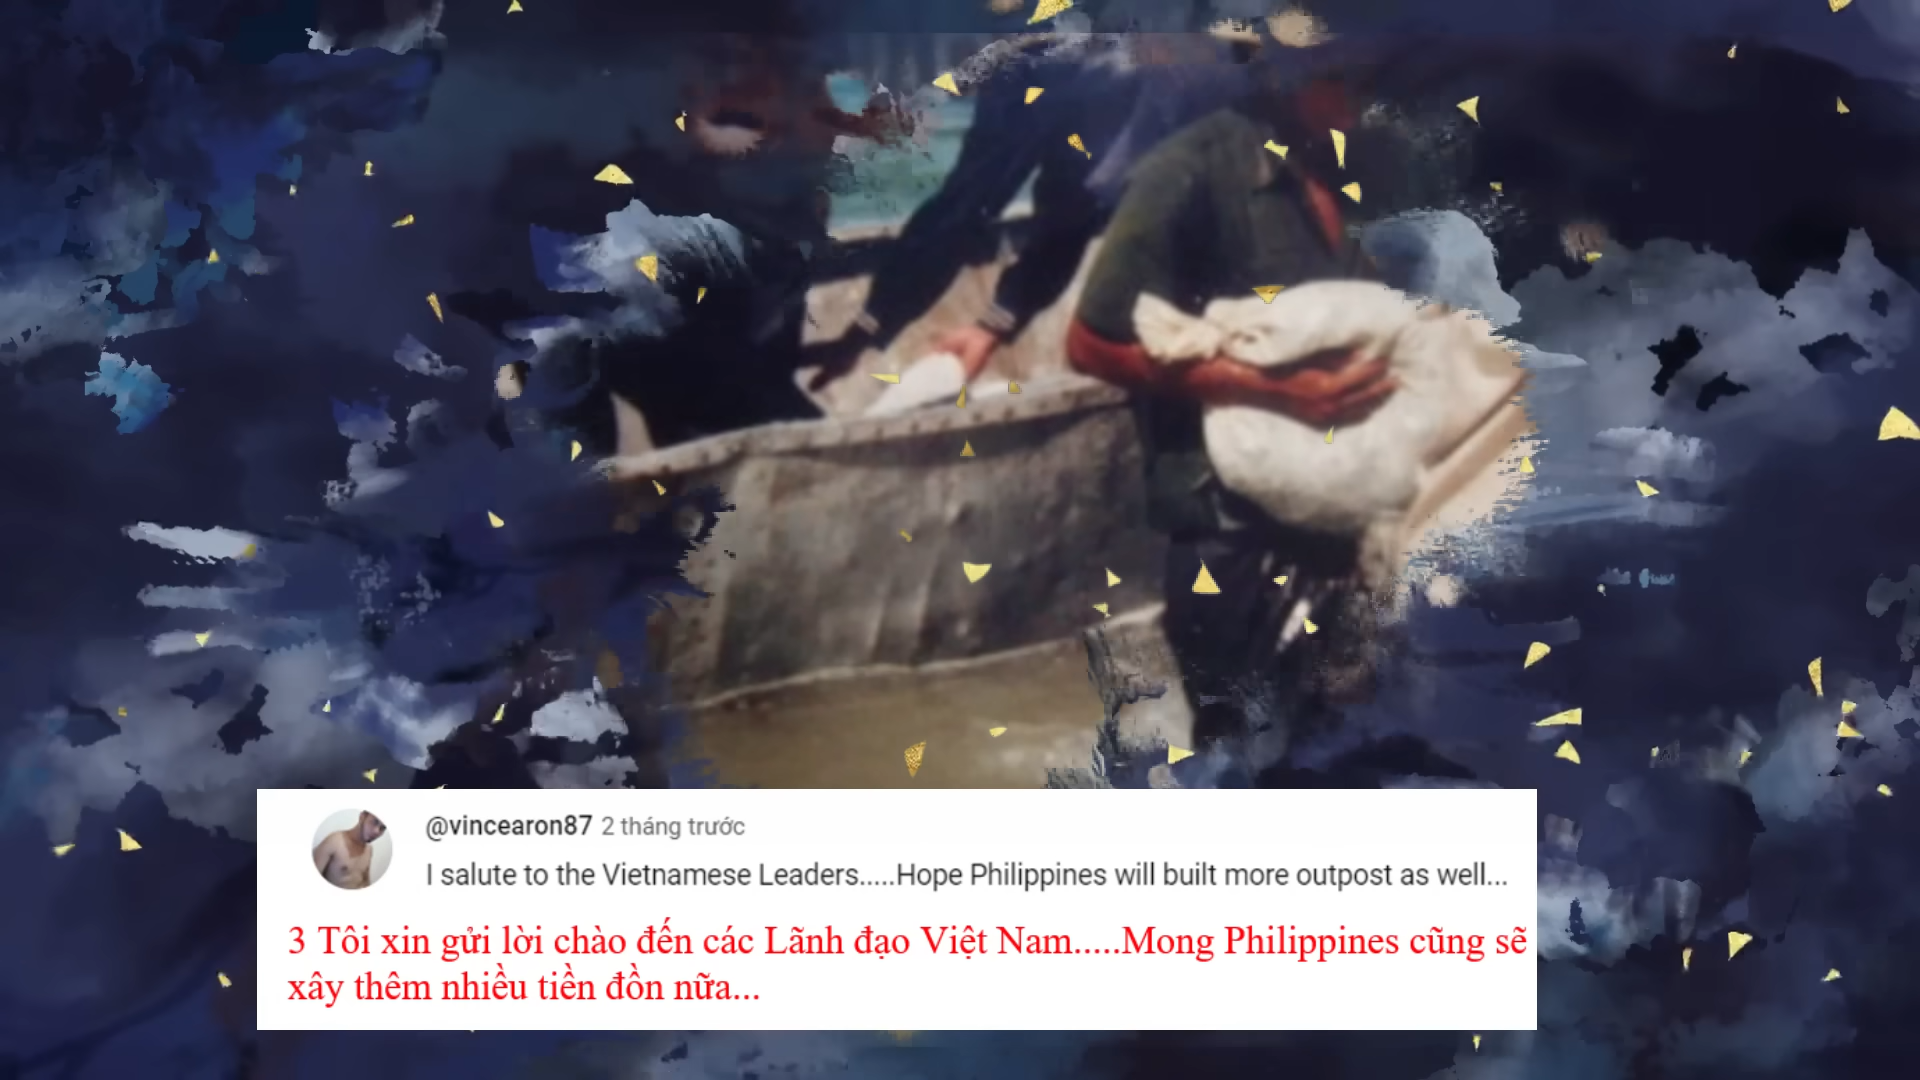 @vincearon87 2 tháng trước
I salute to the Vietnamese Leaders.....Hope Philippines will built more outpost as well...
3 Tôi xin gửi lời chào đến các Lãnh đạo Việt Nam.....Mong Philippines cũng sẽ
xây thêm nhiều tiền đồn nữa...